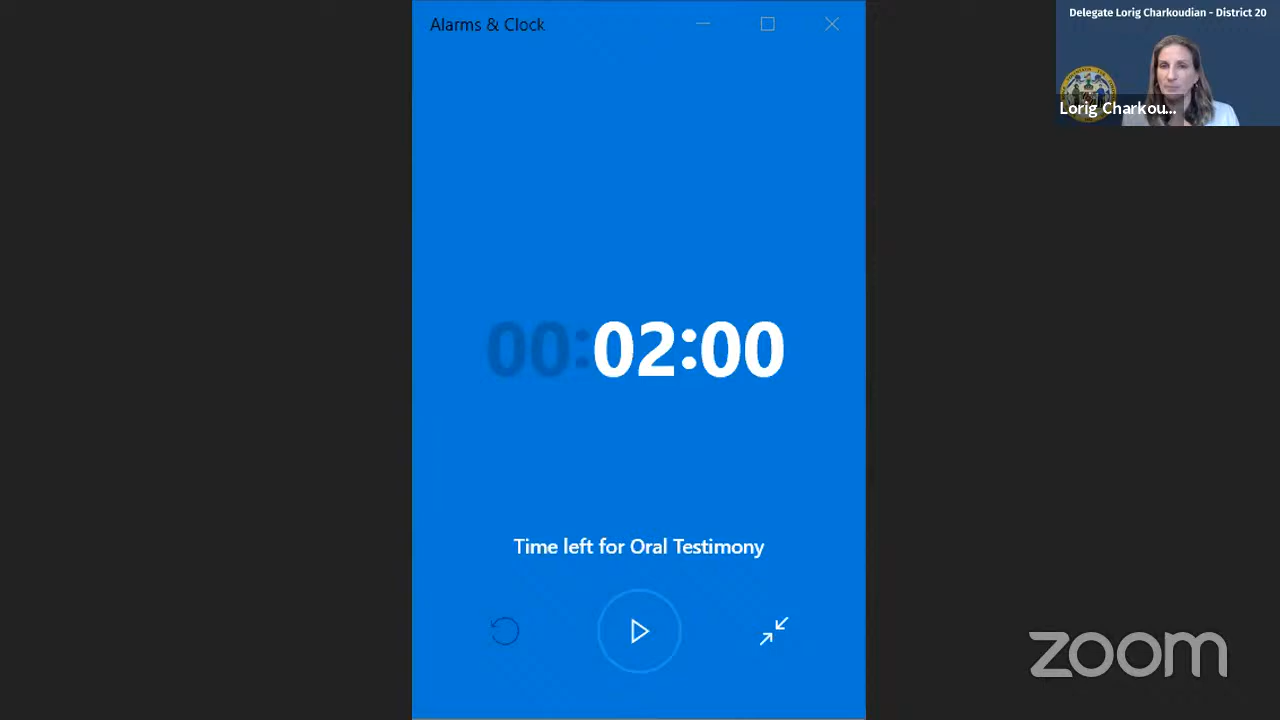 Alarms & Clock
Delegate Lorig Charkoudian - District 20
Lorig Charkou...
00:02:00
Time left for Oral Testimony
zoom